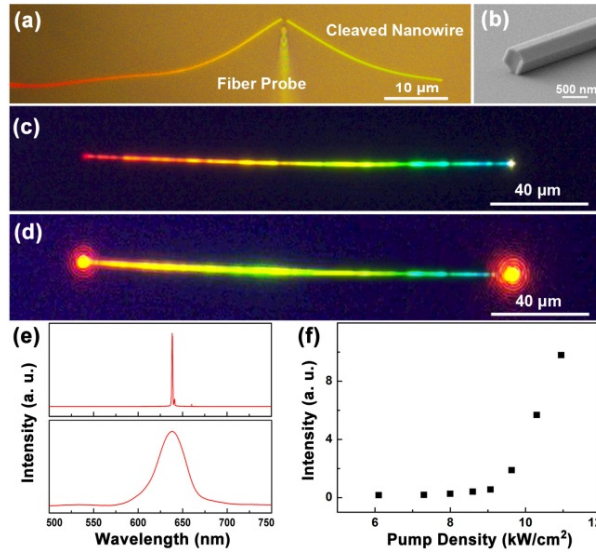 (a)
Cleaved Nanowire
Fiber Probe
10 μm
(b)
500 nm
(c)
40 μm
(d)
40 μm
(e)
Intensity (a. u.)
500 550 600 650 700 750
Wavelength (nm)
(f)
Intensity (a. u.)
8
4
0
6 8 10 12
Pump Density (kW/cm²)